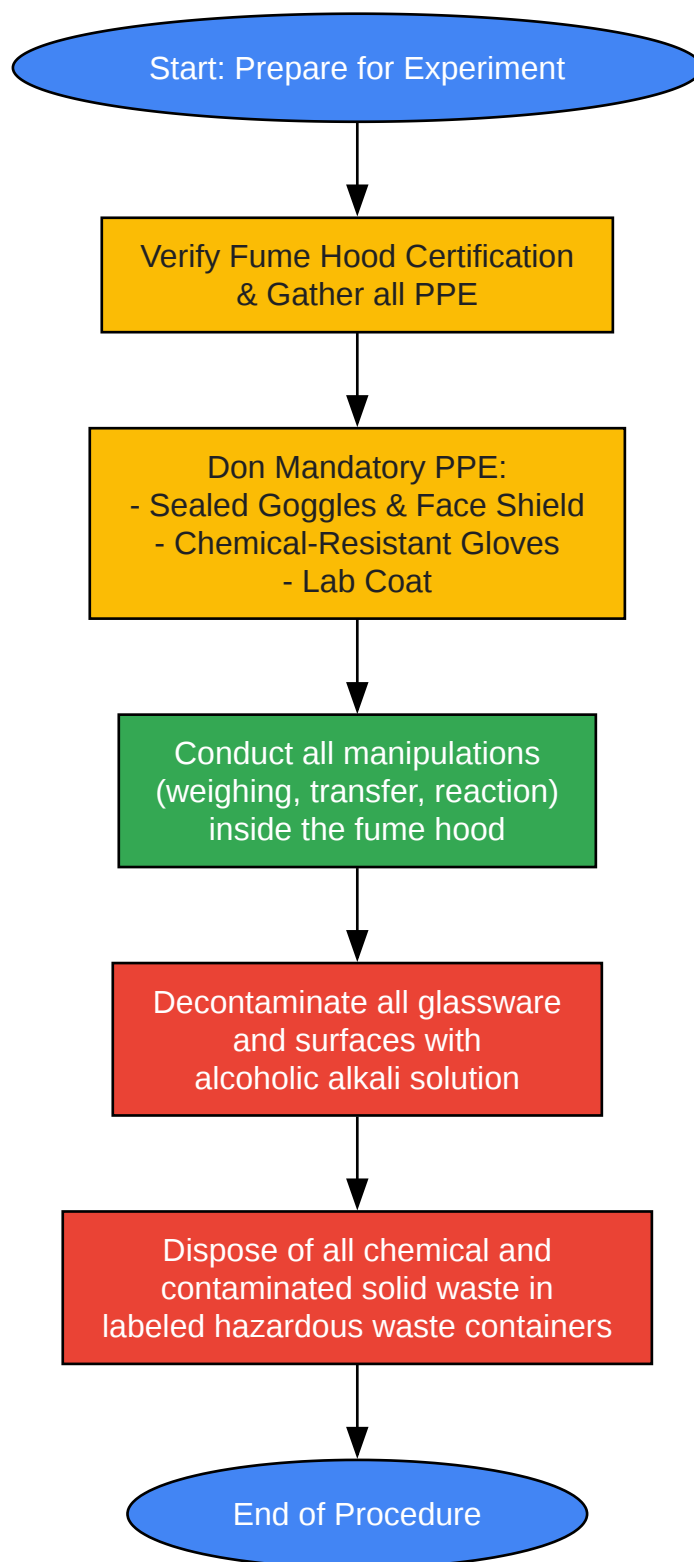 Start: Prepare for Experiment
Verify Fume Hood Certification
& Gather all PPE
Don Mandatory PPE:
- Sealed Goggles & Face Shield
- Chemical-Resistant Gloves
- Lab Coat
Conduct all manipulations
(weighing, transfer, reaction)
inside the fume hood
Decontaminate all glassware
and surfaces with
alcoholic alkali solution
Dispose of all chemical and
contaminated solid waste in
labeled hazardous waste containers
End of Procedure